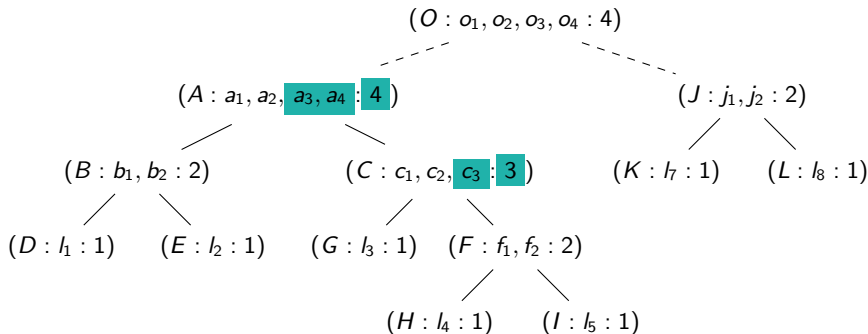 (O : o₁, o₂, o₃, o₄ : 4)
(A : a₁, a₂, a₃, a₄ : 4) (J : j₁, j₂ : 2)
(B : b₁, b₂ : 2) (C : c₁, c₂, c₃ : 3) (K : l₇ : 1) (L : l₈ : 1)
(D : l₁ : 1) (E : l₂ : 1) (G : l₃ : 1) (F : f₁, f₂ : 2)
(H : l₄ : 1) (I : l₅ : 1)